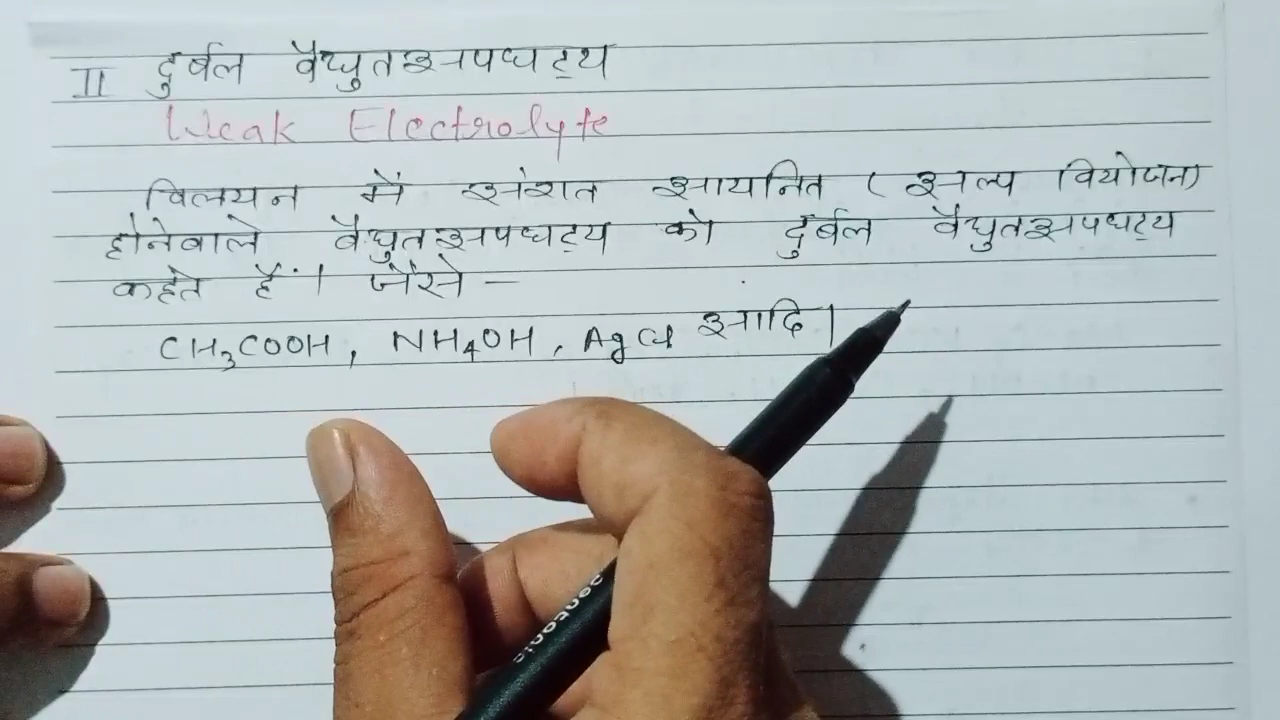 II दुर्बल वैद्युतअपघट्य
Weak Electrolyte
विलयन में अंशत आयनित ( अल्प वियोजन)
होनेवाले वैद्युतअपघट्य को दुर्बल वैद्युतअपघट्य
कहते हैं। जैसे –
CH₃COOH, NH₄OH, AgCl आदि।